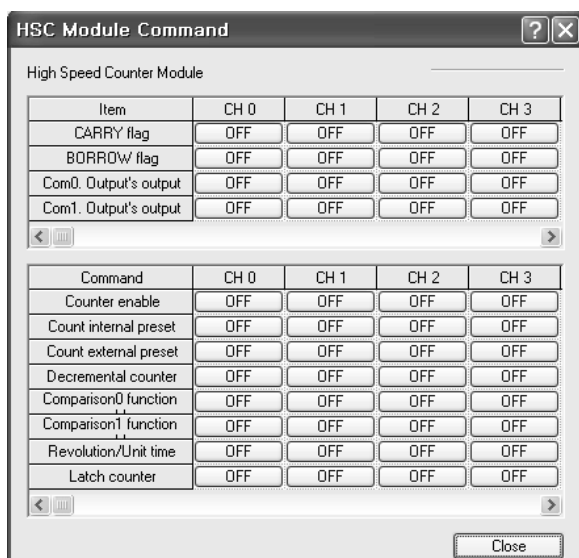 HSC Module Command
High Speed Counter Module
Item CH 0 CH 1 CH 2 CH 3
CARRY flag OFF OFF OFF OFF
BORROW flag OFF OFF OFF OFF
Com0. Output's output OFF OFF OFF OFF
Com1. Output's output OFF OFF OFF OFF
Command CH 0 CH 1 CH 2 CH 3
Counter enable OFF OFF OFF OFF
Count internal preset OFF OFF OFF OFF
Count external preset OFF OFF OFF OFF
Decremental counter OFF OFF OFF OFF
Comparison0 function OFF OFF OFF OFF
Comparison1 function OFF OFF OFF OFF
Revolution/Unit time OFF OFF OFF OFF
Latch counter OFF OFF OFF OFF
Close